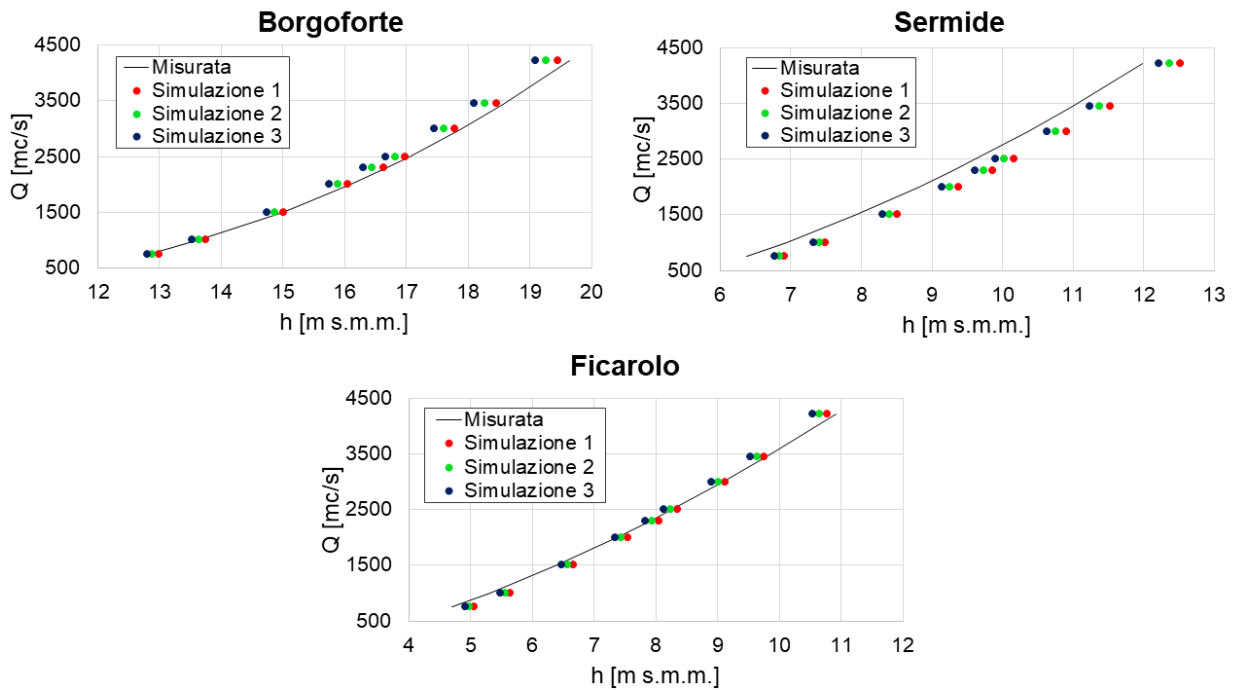 Borgoforte
4500
3500
2500
1500
500
Q [mc/s]
Misurata
Simulazione 1
Simulazione 2
Simulazione 3
12 13 14 15 16 17 18 19 20
h [m s.m.m.]
Sermide
4500
3500
2500
1500
500
Q [mc/s]
Misurata
Simulazione 1
Simulazione 2
Simulazione 3
6 7 8 9 10 11 12 13
h [m s.m.m.]
Ficarolo
4500
3500
2500
1500
500
Q [mc/s]
Misurata
Simulazione 1
Simulazione 2
Simulazione 3
4 5 6 7 8 9 10 11 12
h [m s.m.m.]